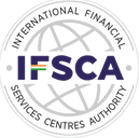 INTERNATIONAL FINANCIAL
IFSCA
SERVICES CENTRES AUTHORITY